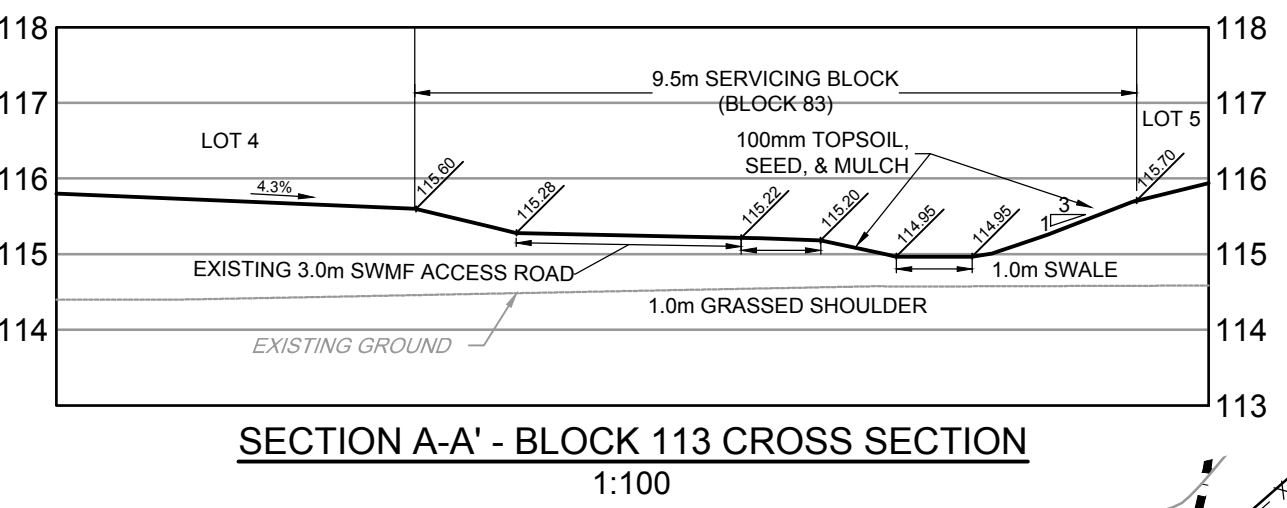 118
118
9.5m SERVICING BLOCK
(BLOCK 83)
117
117
LOT 4
100mm TOPSOIL,
SEED, & MULCH
LOT 5
116
116
4.3%
115.60
115.28
115.22
115.20
114.95
114.95
3
1
115.70
115
115
EXISTING 3.0m SWMF ACCESS ROAD
1.0m SWALE
1.0m GRASSED SHOULDER
114
114
EXISTING GROUND
113
113
SECTION A-A' - BLOCK 113 CROSS SECTION
1:100